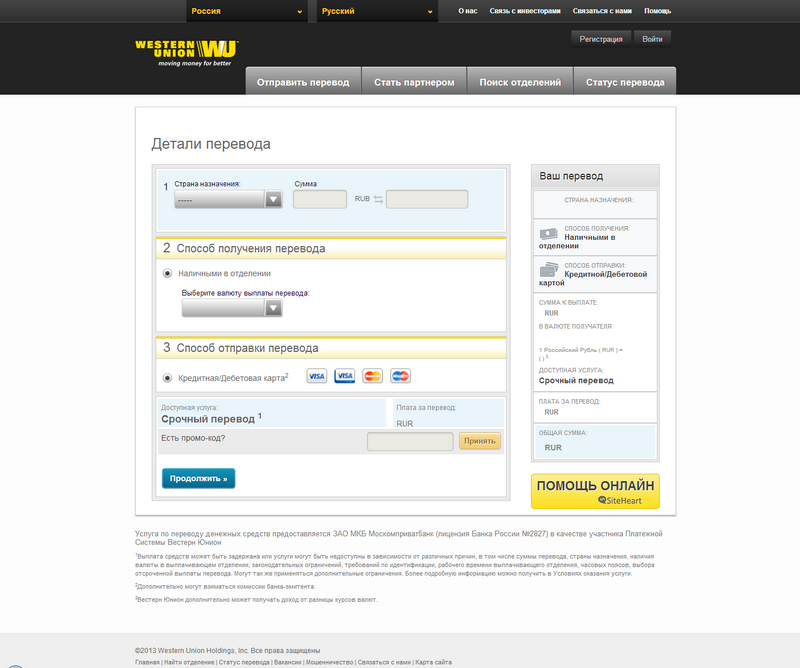 Россия
Русский
О нас Связь с инвесторами Связаться с нами Помощь
Регистрация Войти
WESTERN UNION WU
moving money for better
Отправить перевод Стать партнером Поиск отделений Статус перевода
Детали перевода
1 Страна назначения: Сумма
----- RUB
2 Способ получения перевода
Наличными в отделении
Выберите валюту выплаты перевода:
3 Способ отправки перевода
Кредитная/Дебетовая карта2 VISA VISA
Доступная услуга: Плата за перевод:
Срочный перевод 1
RUR
Есть промо-код? Принять
Продолжить »
Ваш перевод
СТРАНА НАЗНАЧЕНИЯ:
СПОСОБ ПОЛУЧЕНИЯ:
Наличными в
отделении
СПОСОБ ОТПРАВКИ:
Кредитной/Дебетовой
картой
СУММА К ВЫПЛАТЕ:
RUR
В ВАЛЮТЕ ПОЛУЧАТЕЛЯ
1 Российский Рубль ( RUR ) =
( ) 3
ДОСТУПНАЯ УСЛУГА:
Срочный перевод
ПЛАТА ЗА ПЕРЕВОД:
RUR
ОБЩАЯ СУММА:
RUR
ПОМОЩЬ ОНЛАЙН
SiteHeart
Услуга по переводу денежных средств предоставляется ЗАО МКБ Москомприватбанк (лицензия Банка России №2827) в качестве участника Платежной
Системы Вестерн Юнион
1Выплата средств может быть задержана или услуги могут быть недоступны в зависимости от различных причин, в том числе суммы перевода, страны назначения, наличия
валюты в выплачивающем отделении, законодательных ограничений, требований по идентификации, рабочего времени выплачивающего отделения, часовых поясов, выбора
отсроченной выплаты перевода. Могут так же применяться дополнительные ограничения. Более подробную информацию можно получить в Условиях оказания услуги.
2Дополнительно могут взиматься комиссии банка-эмитента.
3Вестерн Юнион дополнительно может получать доход от разницы курсов валют.
©2013 Western Union Holdings, Inc. Все права защищены
Главная | Найти отделение | Статус перевода | Вакансии | Мошенничество | Связаться с нами | Карта сайта